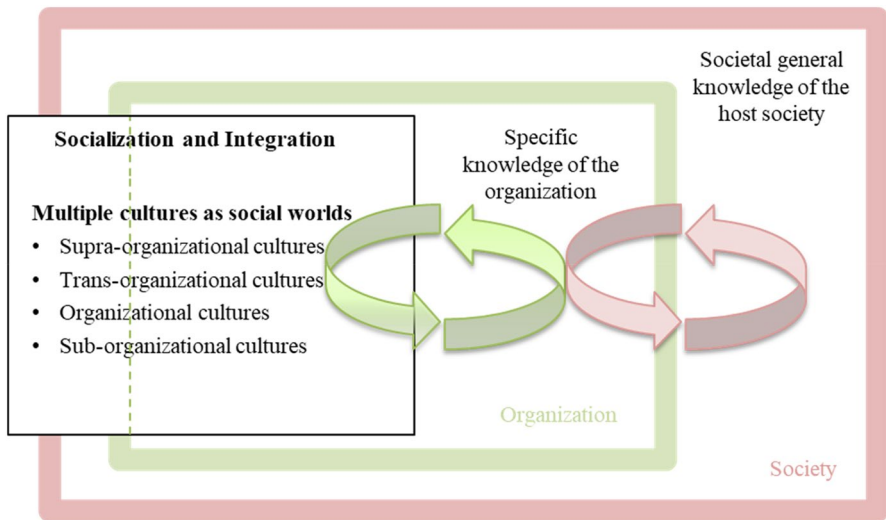 Societal general
knowledge of the
host society
Socialization and Integration
Specific
knowledge of the
organization
Multiple cultures as social worlds
• Supra-organizational cultures
• Trans-organizational cultures
• Organizational cultures
• Sub-organizational cultures
Organization
Society